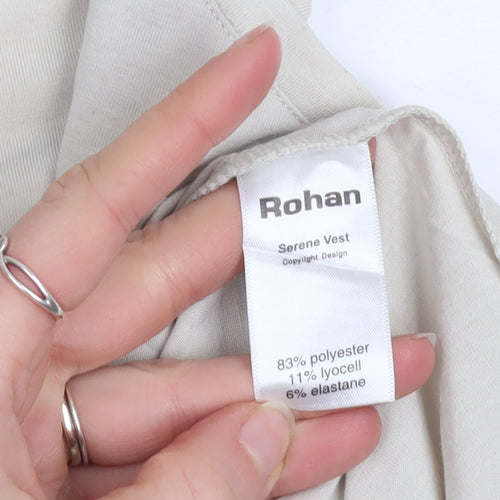 Rohan
Serene Vest
Copyright Design
83% polyester
11% lyocell
6% elastane